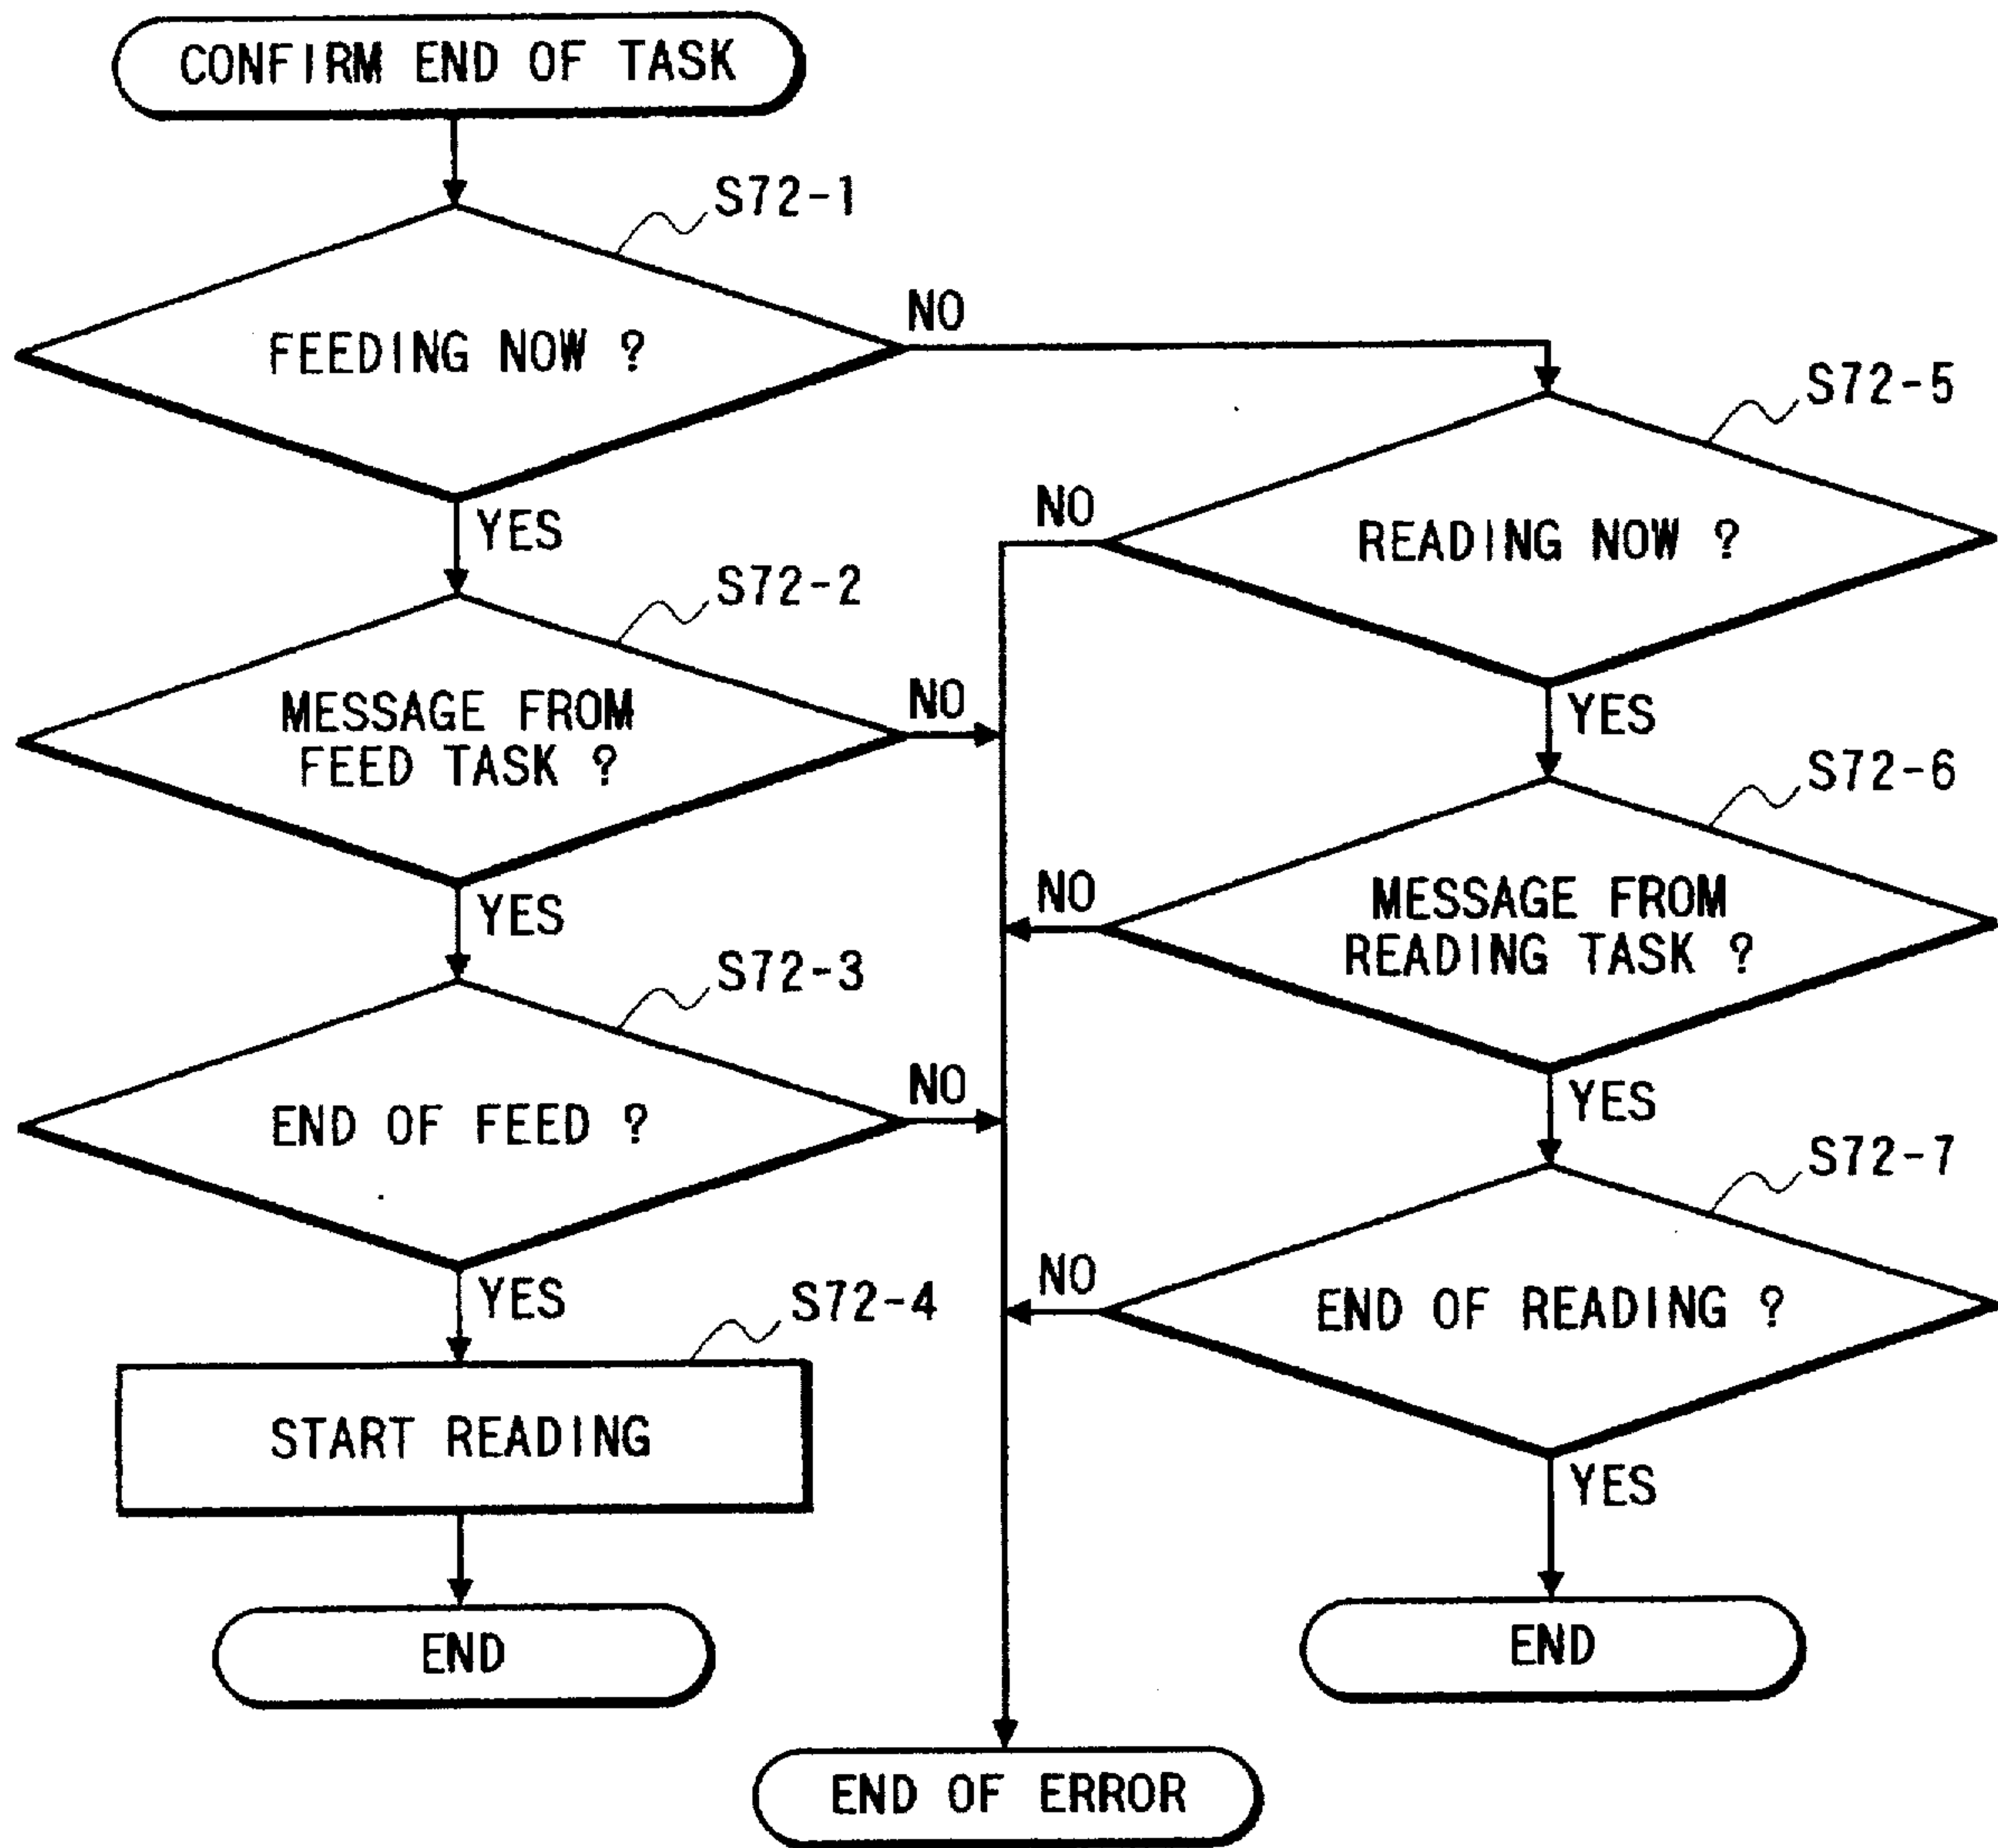 CONFIRM END OF TASK
S72-1
FEEDING NOW ?
NO
YES
S72-5
READING NOW ?
NO
YES
S72-2
MESSAGE FROM
FEED TASK ?
NO
YES
S72-6
MESSAGE FROM
READING TASK ?
NO
YES
S72-3
END OF FEED ?
NO
YES
S72-7
END OF READING ?
NO
YES
S72-4
START READING
END
END
END OF ERROR